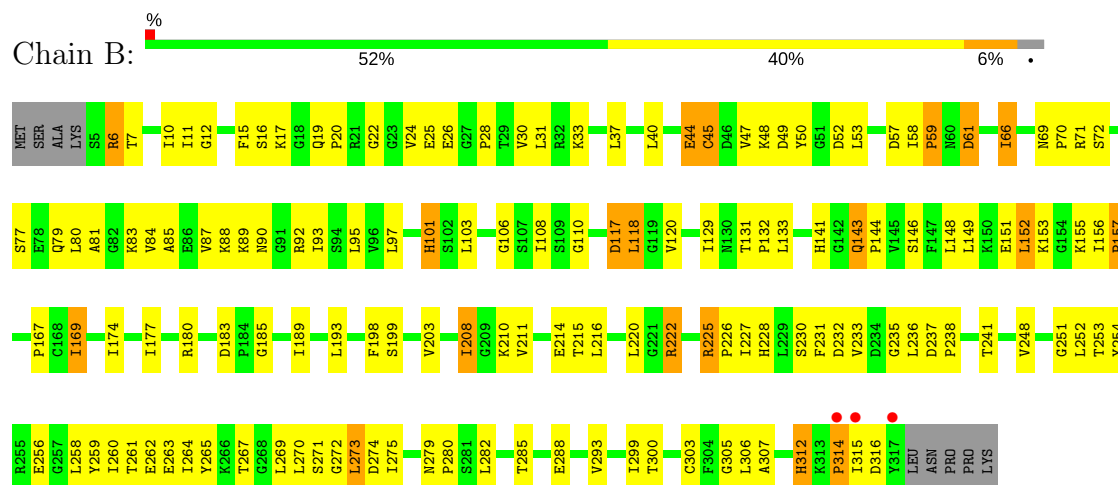 %
Chain B:
52% 40% 6% •
MET SER ALA LYS S5 R6 T7 I10 I11 G12 F15 S16 K17 G18 Q19 P20 R21 G22 G23 V24 E25 E26 G27 P28 T29 V30 L31 R32 K33 L37 L40 E44 C45 D46 V47 K48 D49 Y50 G51 D52 L53 D57 I58 P59 N60 D61 I66 N69 P70 R71 S72
S77 E78 Q79 L80 A81 G82 K83 V84 A85 E86 V87 K88 K89 N90 G91 R92 I93 S94 L95 V96 L97 H101 S102 L103 G106 S107 I108 S109 G110 D117 L118 G119 V120 I129 N130 T131 P132 L133 H141 G142 Q143 P144 V145 S146 F147 L148 L149 K150 E151 L152 K153 G154 K155 I156
P167 C168 I169 I174 I177 R180 D183 P184 G185 I189 L193 F198 S199 V203 I208 G209 K210 V211 E214 T215 L216 L220 G221 R222 R225 P226 I227 H228 L229 S230 F231 D232 V233 D234 G235 L236 D237 P238 T241 V248 G251 L252 T253
R255 E256 G257 L258 Y259 I260 T261 E262 E263 I264 Y265 K266 T267 G268 L269 L270 S271 G272 L273 D274 I275 N279 P280 S281 L282 T285 E288 V293 I299 T300 C303 F304 G305 L306 A307 H312 K313 P314 I315 D316 Y317 LEU ASN PRO PRO LYS